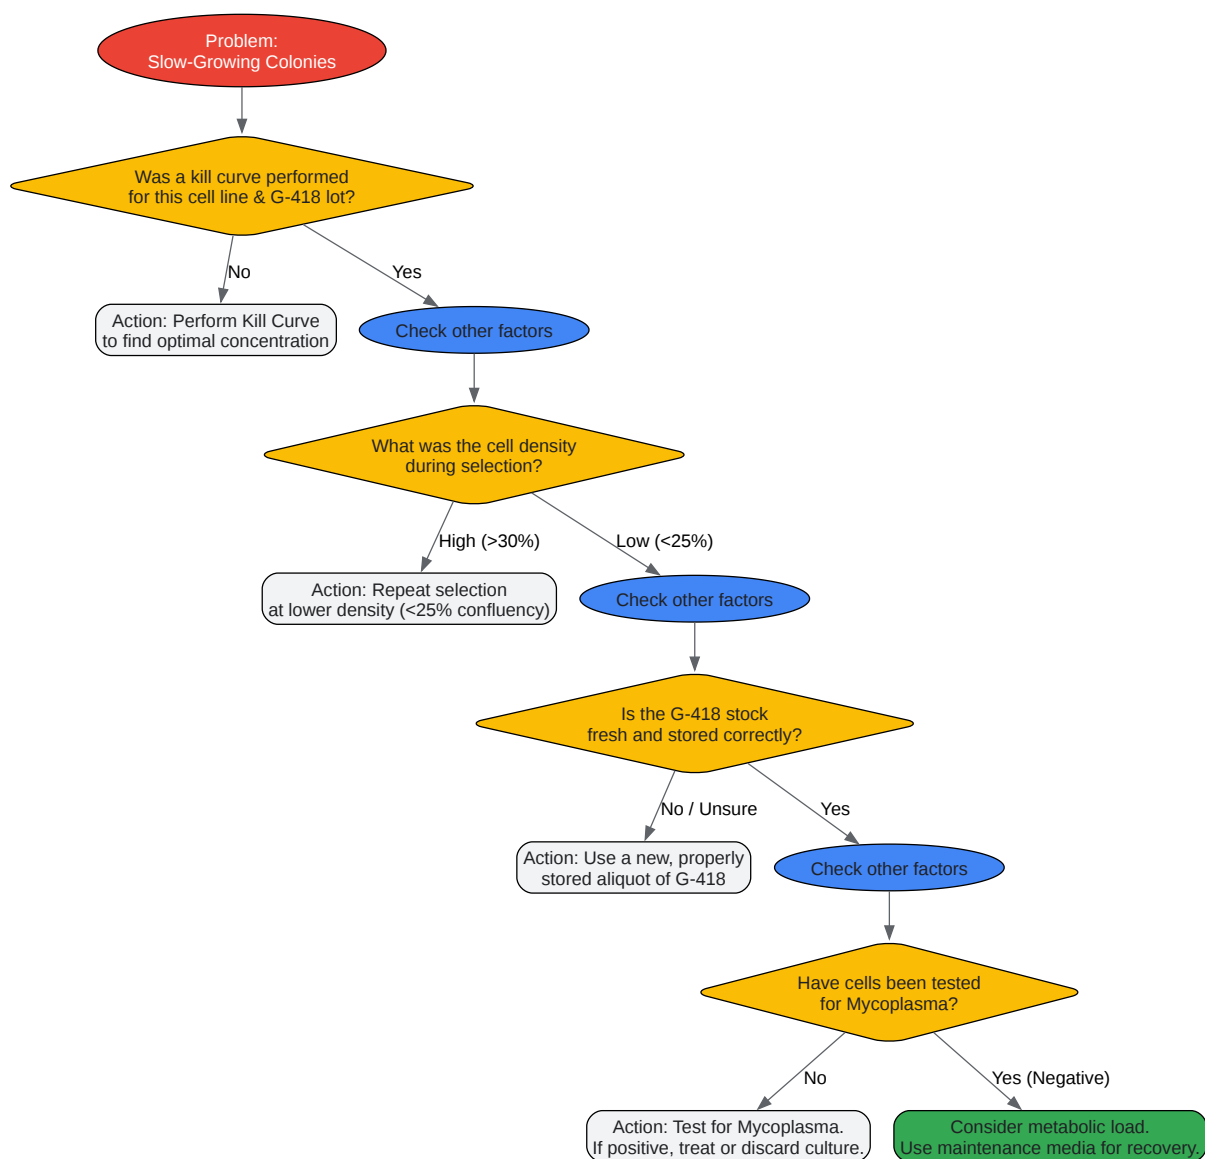 Problem:
Slow-Growing Colonies
Was a kill curve performed
for this cell line & G-418 lot?
No
Yes
Action: Perform Kill Curve
to find optimal concentration
Check other factors
What was the cell density
during selection?
High (>30%)
Low (<25%)
Action: Repeat selection
at lower density (<25% confluency)
Check other factors
Is the G-418 stock
fresh and stored correctly?
No / Unsure
Yes
Action: Use a new, properly
stored aliquot of G-418
Check other factors
Have cells been tested
for Mycoplasma?
No
Yes (Negative)
Action: Test for Mycoplasma.
If positive, treat or discard culture.
Consider metabolic load.
Use maintenance media for recovery.